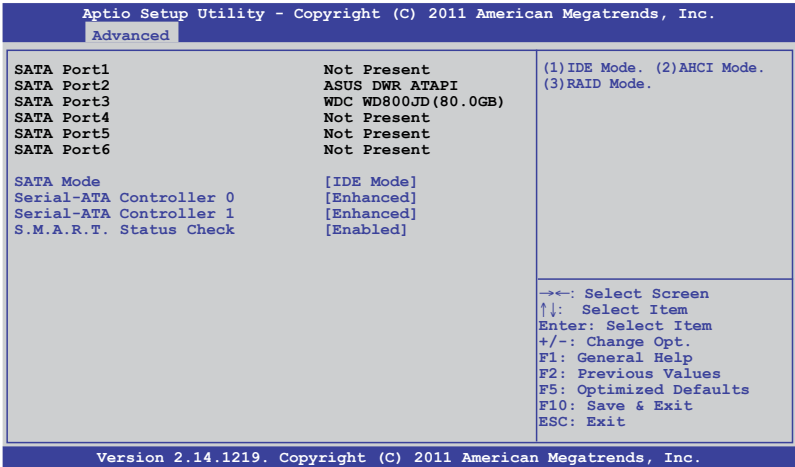 Aptio Setup Utility - Copyright (C) 2011 American Megatrends, Inc.
Advanced
SATA Port1 Not Present
SATA Port2 ASUS DWR ATAPI
SATA Port3 WDC WD800JD(80.0GB)
SATA Port4 Not Present
SATA Port5 Not Present
SATA Port6 Not Present
SATA Mode [IDE Mode]
Serial-ATA Controller 0 [Enhanced]
Serial-ATA Controller 1 [Enhanced]
S.M.A.R.T. Status Check [Enabled]
(1)IDE Mode. (2)AHCI Mode.
(3)RAID Mode.
→←: Select Screen
↑↓: Select Item
Enter: Select Item
+/-: Change Opt.
F1: General Help
F2: Previous Values
F5: Optimized Defaults
F10: Save & Exit
ESC: Exit
Version 2.14.1219. Copyright (C) 2011 American Megatrends, Inc.